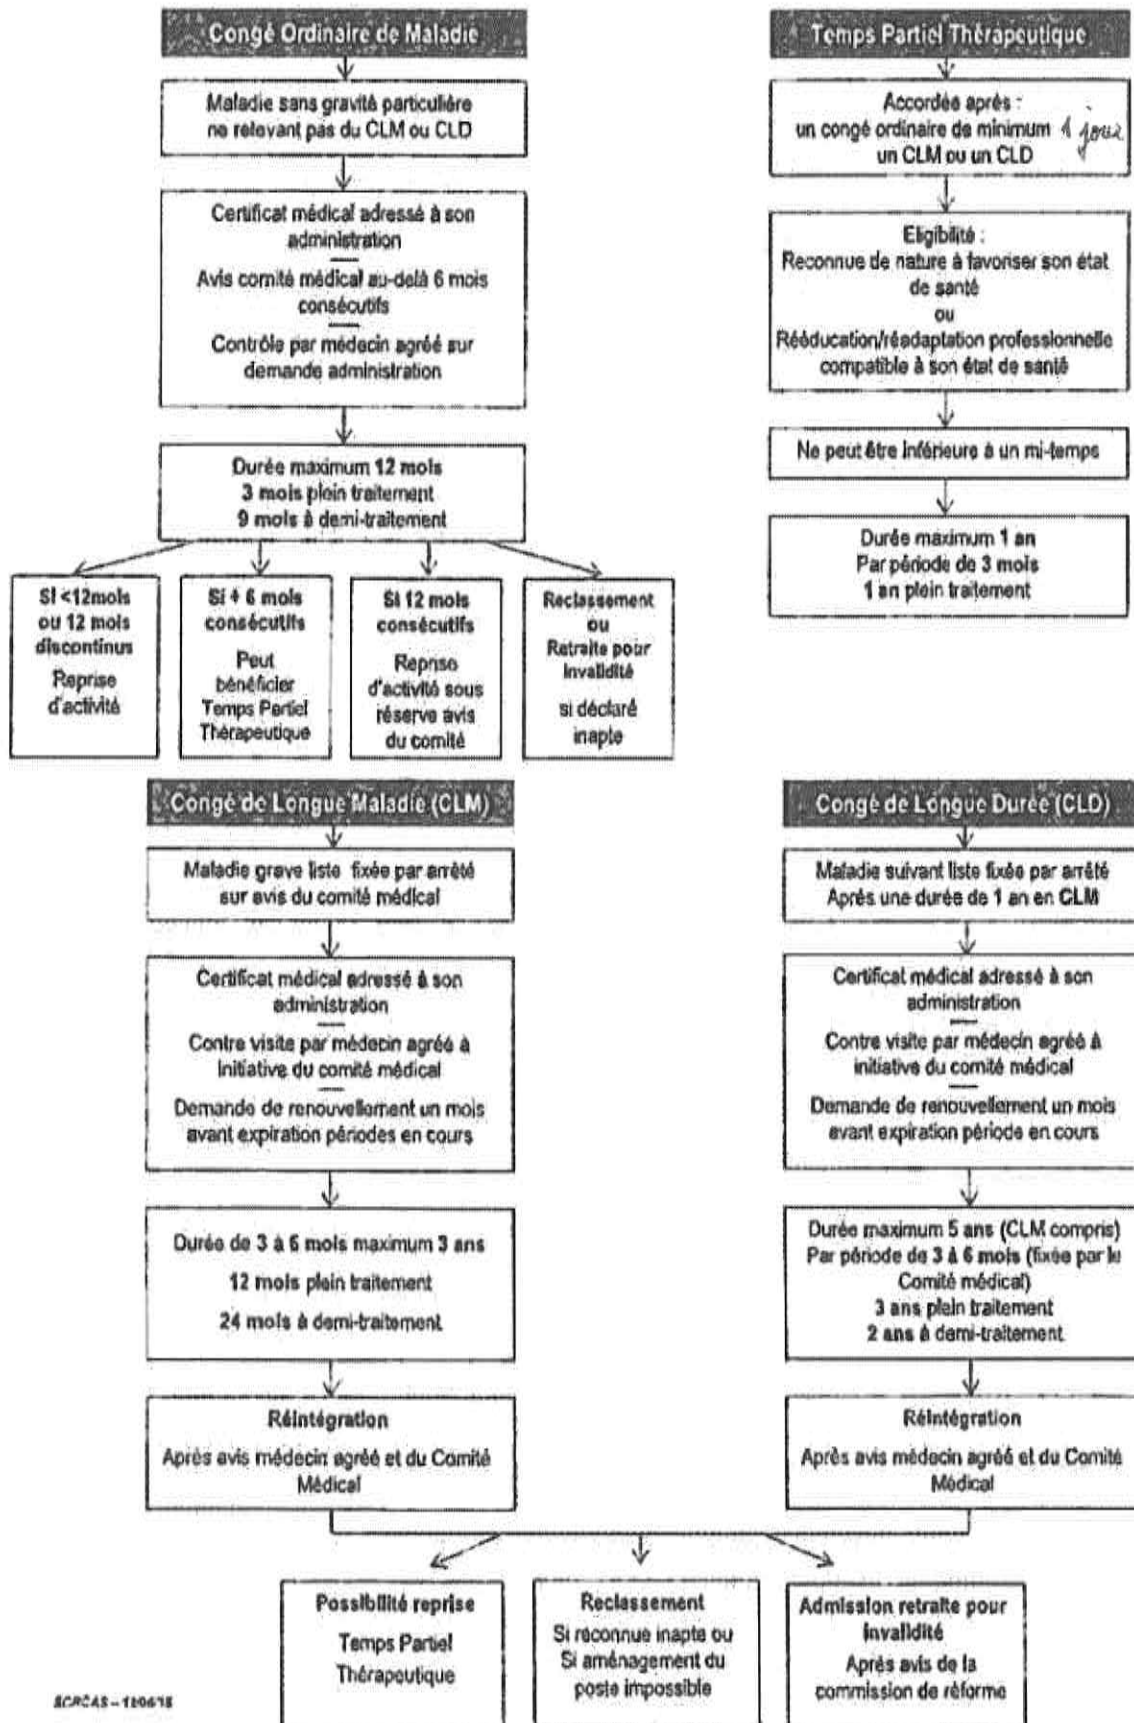 Congé Ordinaire de Maladie
Maladie sans gravité particulière
ne relevant pas du CLM ou CLD
Certificat médical adressé à son
administration
Avis comité médical au-delà 6 mois
consécutifs
Contrôle par médecin agréé sur
demande administration
Durée maximum 12 mois
3 mois plein traitement
9 mois à demi-traitement
Si <12mois
ou 12 mois
discontinus
Reprise
d'activité
Si + 6 mois
consécutifs
Peut
bénéficier
Temps Partiel
Thérapeutique
Si 12 mois
consécutifs
Reprise
d'activité sous
réserve avis
du comité
Reclassement
ou
Retraite pour
Invalidité
si déclaré
inapte
Temps Partiel Thérapeutique
Accordée après :
un congé ordinaire de minimum 1 jour
un CLM ou un CLD
Eligibilité :
Reconnue de nature à favoriser son état
de santé
ou
Rééducation/réadaptation professionnelle
compatible à son état de santé
Ne peut être inférieure à un mi-temps
Durée maximum 1 an
Par période de 3 mois
1 an plein traitement
Congé de Longue Maladie (CLM)
Maladie grave liste fixée par arrêté
sur avis du comité médical
Certificat médical adressé à son
administration
Contre visite par médecin agréé à
initiative du comité médical
Demande de renouvellement un mois
avant expiration périodes en cours
Durée de 3 à 6 mois maximum 3 ans
12 mois plein traitement
24 mois à demi-traitement
Réintégration
Après avis médecin agréé et du Comité
Médical
Congé de Longue Durée (CLD)
Maladie suivant liste fixée par arrêté
Après une durée de 1 an en CLM
Certificat médical adressé à son
administration
Contre visite par médecin agréé à
initiative du comité médical
Demande de renouvellement un mois
avant expiration période en cours
Durée maximum 5 ans (CLM compris)
Par période de 3 à 6 mois (fixée par le
Comité médical)
3 ans plein traitement
2 ans à demi-traitement
Réintégration
Après avis médecin agréé et du Comité
Médical
Possibilité reprise
Temps Partiel
Thérapeutique
Reclassement
Si reconnue inapte ou
Si aménagement du
poste impossible
Admission retraite pour
invalidité
Après avis de la
commission de réforme